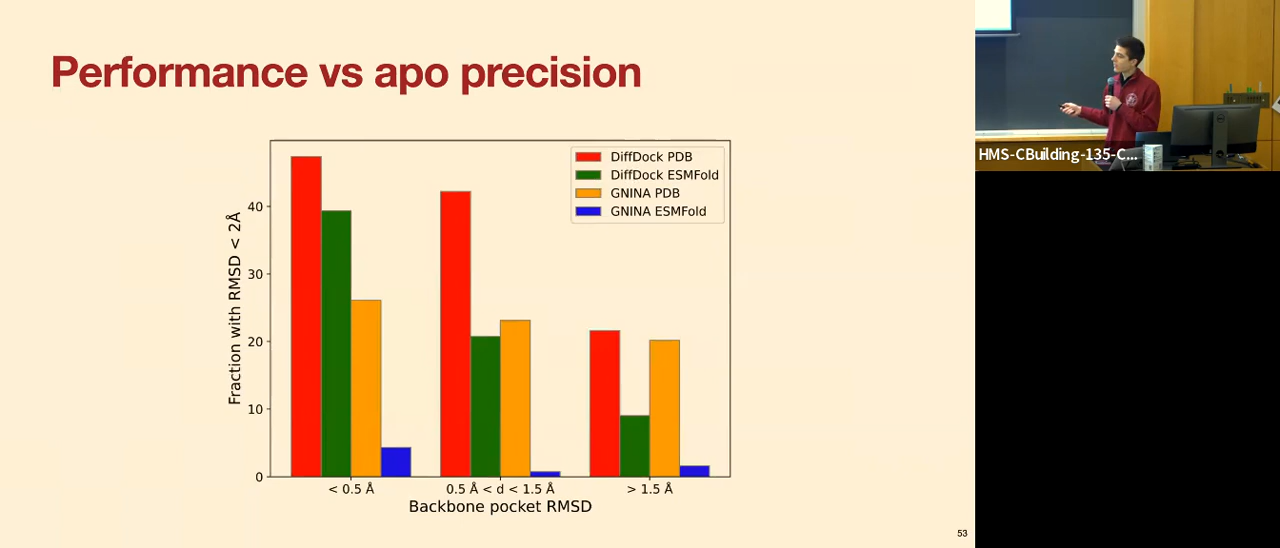 Performance vs apo precision
DiffDock PDB
DiffDock ESMFold
GNINA PDB
GNINA ESMFold
Fraction with RMSD < 2Å
40
30
20
10
0
< 0.5 Å
0.5 Å < d < 1.5 Å
> 1.5 Å
Backbone pocket RMSD
53
HMS-CBuilding-135-C...